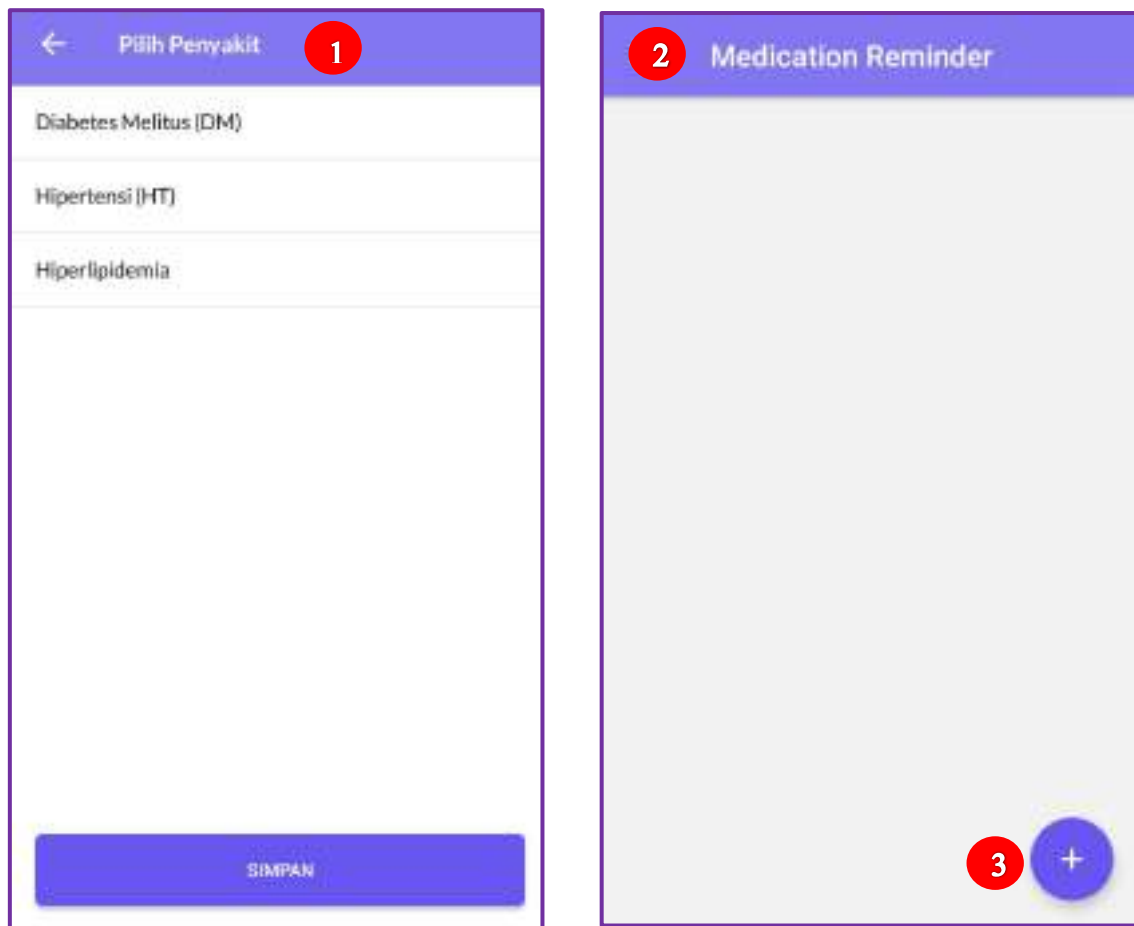 Pilih Penyakit
1
Diabetes Melitus (DM)
Hipertensi (HT)
Hiperlipidemia
SIMPAN
2
Medication Reminder
3
+